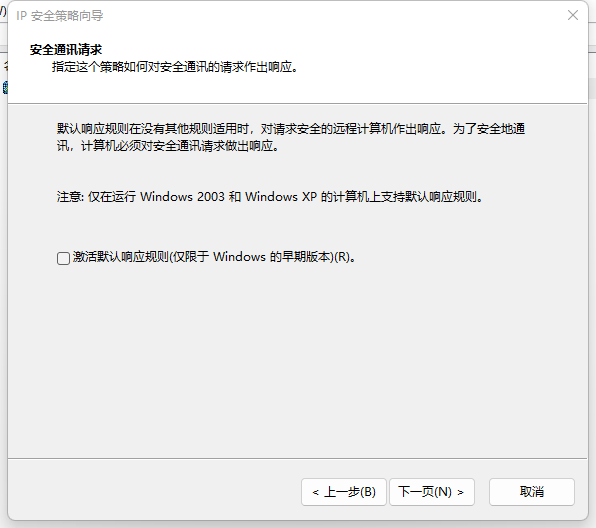 IP 安全策略向导
安全通讯请求
指定这个策略如何对安全通讯的请求作出响应。
默认响应规则在没有其他规则适用时，对请求安全的远程计算机作出响应。为了安全地通
讯，计算机必须对安全通讯请求做出响应。
注意: 仅在运行 Windows 2003 和 Windows XP 的计算机上支持默认响应规则。
激活默认响应规则(仅限于 Windows 的早期版本)(R)。
< 上一步(B)
下一页(N) >
取消